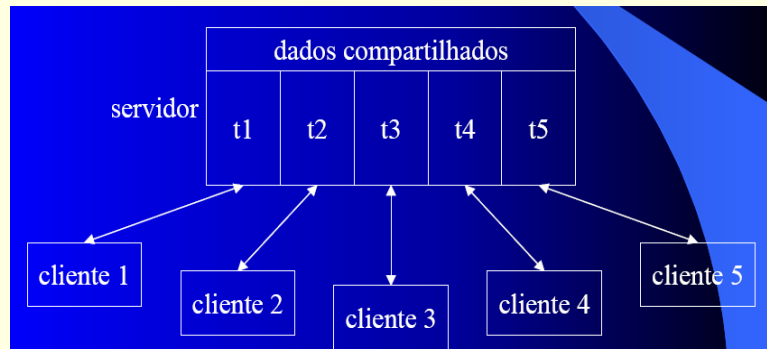 dados compartilhados
servidor
t1 t2 t3 t4 t5
cliente 1
cliente 2
cliente 3
cliente 4
cliente 5